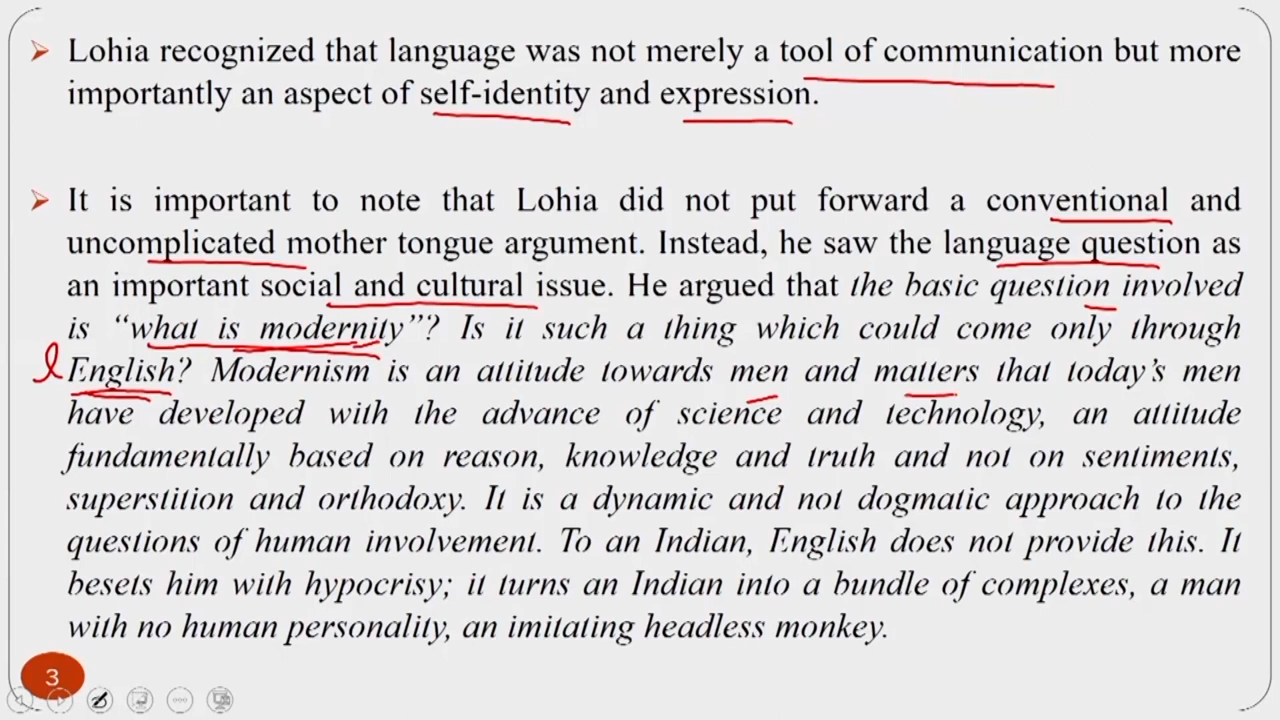 Lohia recognized that language was not merely a tool of communication but more
importantly an aspect of self-identity and expression.
It is important to note that Lohia did not put forward a conventional and
uncomplicated mother tongue argument. Instead, he saw the language question as
an important social and cultural issue. He argued that the basic question involved
is “what is modernity”? Is it such a thing which could come only through
English? Modernism is an attitude towards men and matters that today’s men
have developed with the advance of science and technology, an attitude
fundamentally based on reason, knowledge and truth and not on sentiments,
superstition and orthodoxy. It is a dynamic and not dogmatic approach to the
questions of human involvement. To an Indian, English does not provide this. It
besets him with hypocrisy; it turns an Indian into a bundle of complexes, a man
with no human personality, an imitating headless monkey.
3